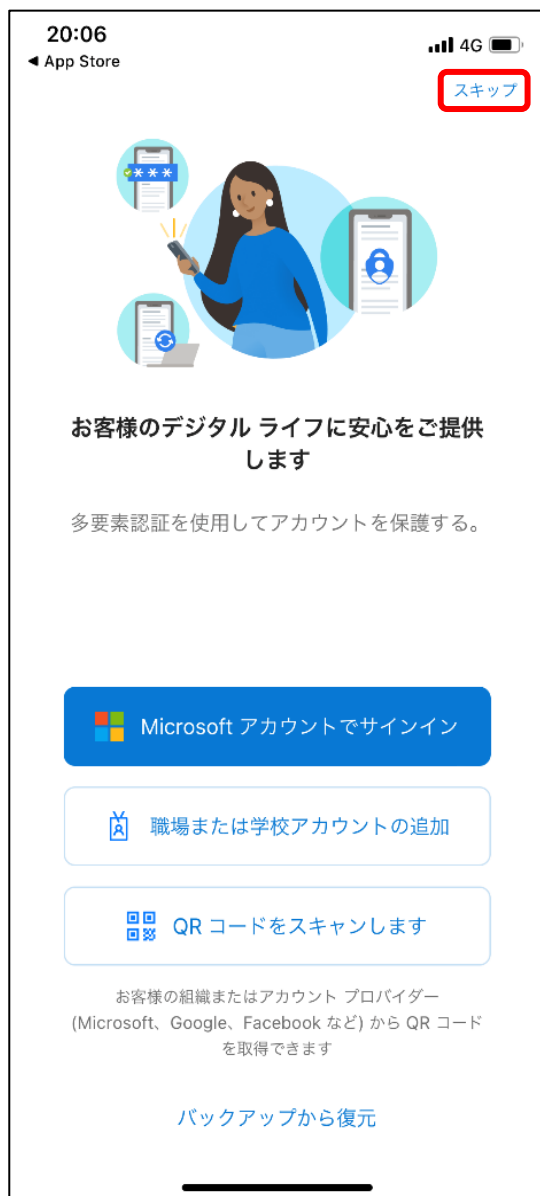 20:06
4G
◀ App Store
スキップ
***
お客様のデジタル ライフに安心をご提供
します
多要素認証を使用してアカウントを保護する。
Microsoft アカウントでサインイン
職場または学校アカウントの追加
QR コードをスキャンします
お客様の組織またはアカウント プロバイダー
(Microsoft、Google、Facebook など) から QR コード
を取得できます
バックアップから復元